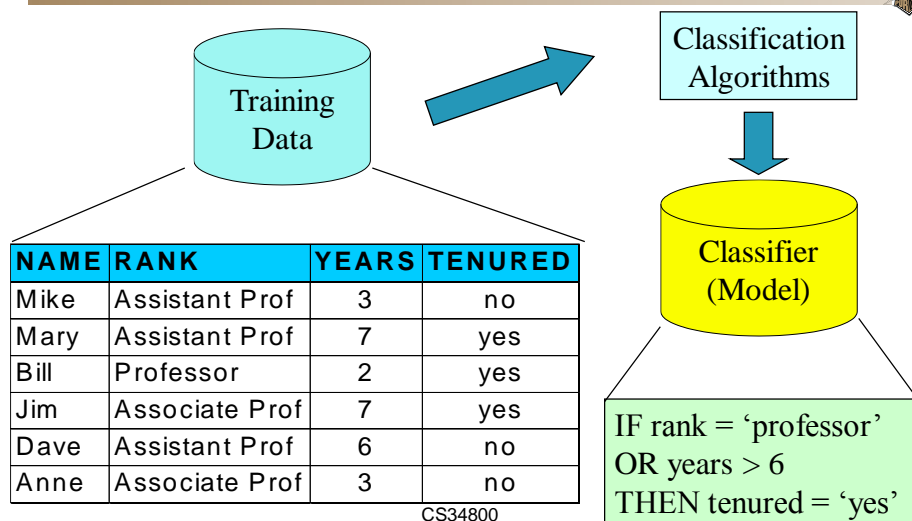 Training
Data
Classification
Algorithms
Classifier
(Model)
NAME RANK YEARS TENURED
Mike Assistant Prof 3 no
Mary Assistant Prof 7 yes
Bill Professor 2 yes
Jim Associate Prof 7 yes
Dave Assistant Prof 6 no
Anne Associate Prof 3 no
IF rank = ‘professor’
OR years > 6
THEN tenured = ‘yes’
CS34800